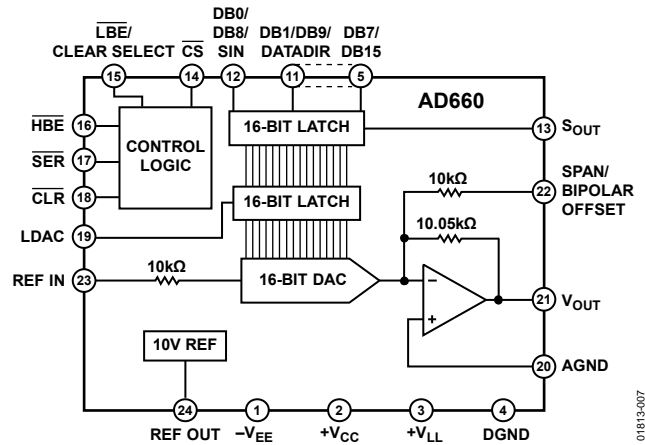 LBE/
CLEAR SELECT
CS
DB0/
DB8/
SIN
DB1/DB9/
DATADIR
DB7/
DB15
15
14
12
11
5
AD660
HBE
16
SER
17
CLR
18
LDAC
19
REF IN
23
CONTROL
LOGIC
16-BIT LATCH
16-BIT LATCH
10kΩ
16-BIT DAC
10kΩ
10.05kΩ
–
+
13
SOUT
22
SPAN/
BIPOLAR
OFFSET
21
VOUT
20
AGND
10V REF
24
1
2
3
4
REF OUT
–VEE
+VCC
+VLL
DGND
01813-007